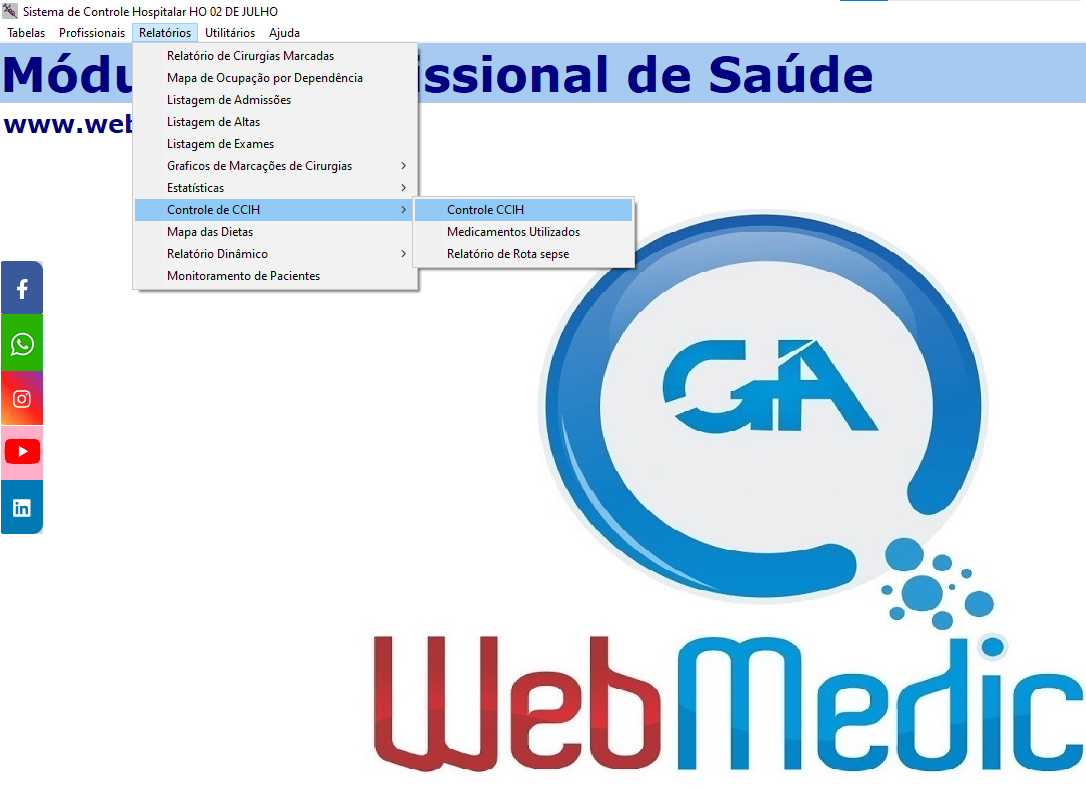 Sistema de Controle Hospitalar HO 02 DE JULHO
Tabelas Profissionais Relatórios Utilitários Ajuda
Módu issional de Saúde
www.web
Relatório de Cirurgias Marcadas
Mapa de Ocupação por Dependência
Listagem de Admissões
Listagem de Altas
Listagem de Exames
Graficos de Marcações de Cirurgias
Estatísticas
Controle de CCIH
Mapa das Dietas
Relatório Dinâmico
Monitoramento de Pacientes
Controle CCIH
Medicamentos Utilizados
Relatório de Rota sepse
GA
WebMedic